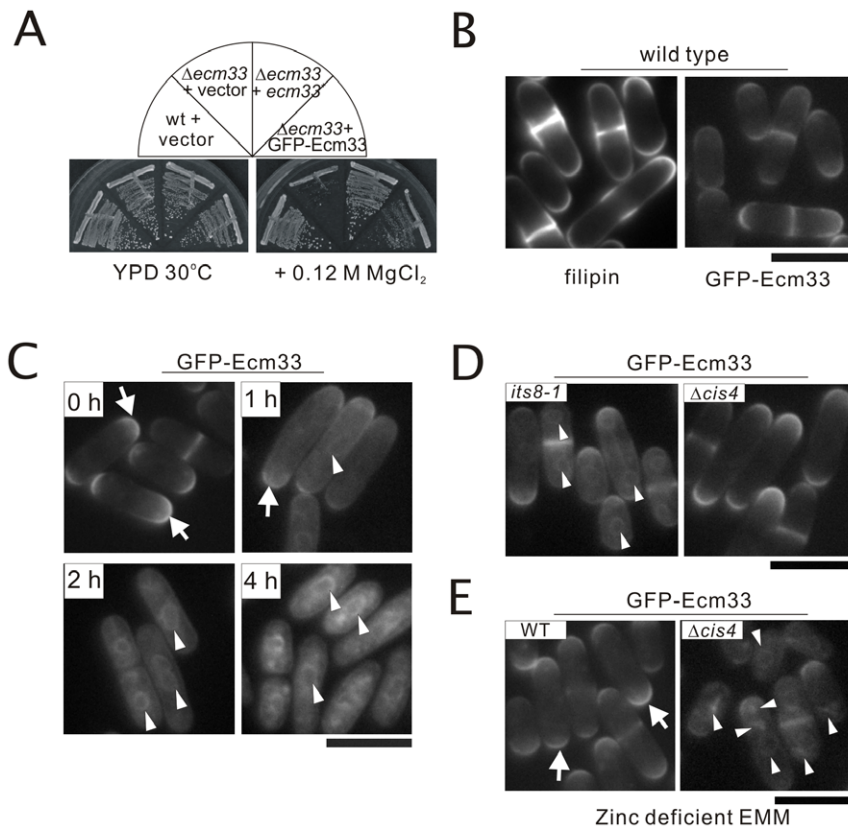 A
Δecm33
+ vector
Δecm33
+ ecm33+
wt +
vector
Δecm33+
GFP-Ecm33
YPD 30°C
+ 0.12 M MgCl₂
B
wild type
filipin
GFP-Ecm33
C
GFP-Ecm33
0 h
1 h
2 h
4 h
D
GFP-Ecm33
its8-1
Δcis4
E
GFP-Ecm33
WT
Δcis4
Zinc deficient EMM